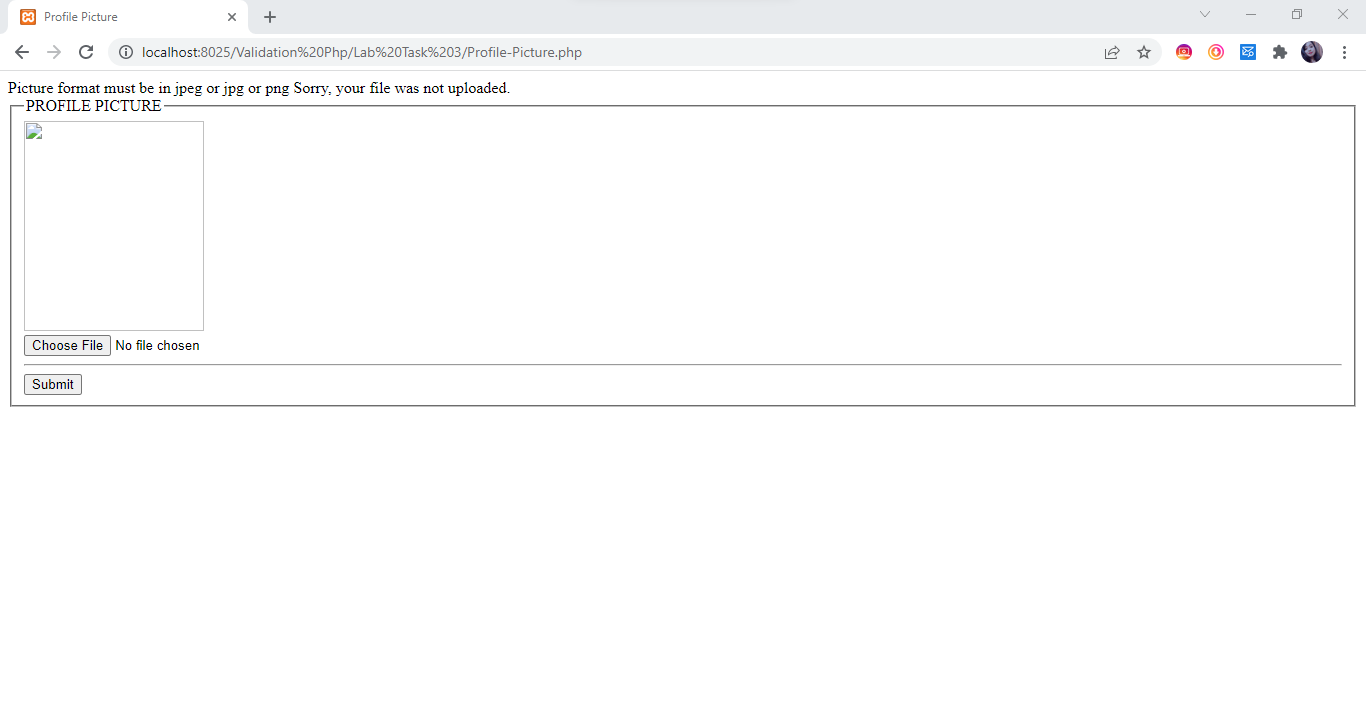 Profile Picture
localhost:8025/Validation%20Php/Lab%20Task%203/Profile-Picture.php
Picture format must be in jpeg or jpg or png Sorry, your file was not uploaded.
PROFILE PICTURE
Choose File No file chosen
Submit